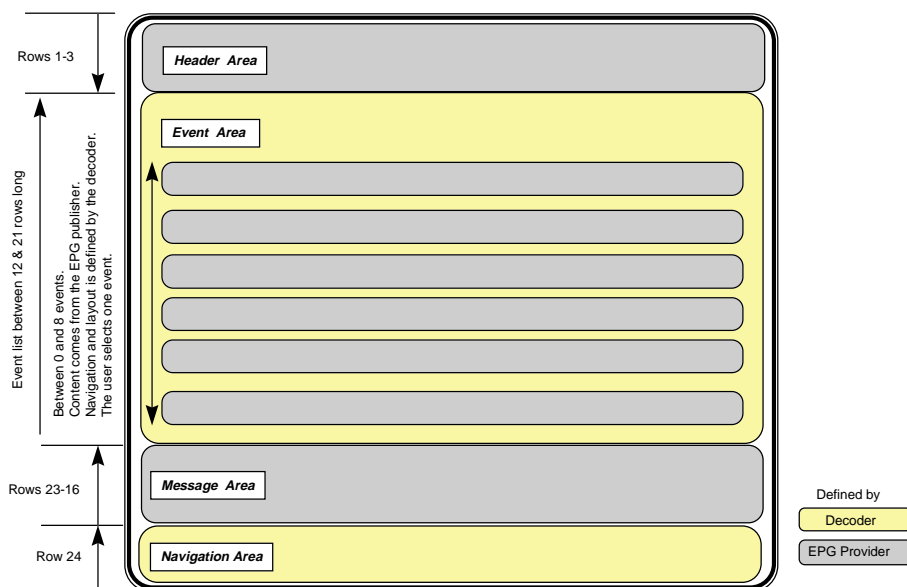 Rows 1-3
Header Area
Event Area
Event list between 12 & 21 rows long
Between 0 and 8 events.
Content comes from the EPG publisher.
Navigation and layout is defined by the decoder.
The user selects one event.
Rows 23-16
Message Area
Row 24
Navigation Area
Defined by
Decoder
EPG Provider